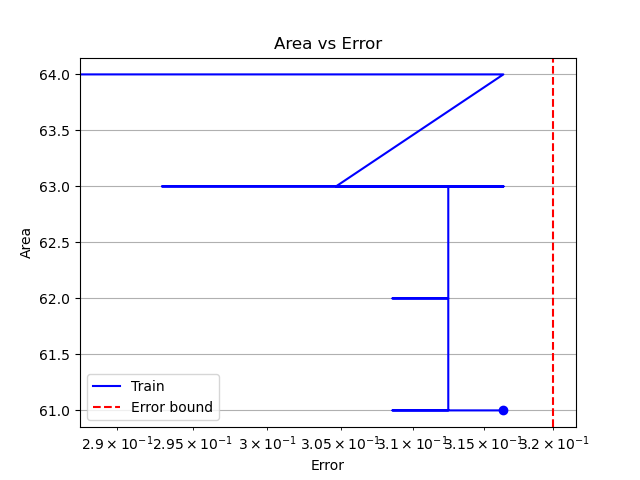 Area vs Error
64.0
63.5
63.0
62.5
62.0
61.5
61.0
Area
Train
Error bound
2.9 × 10⁻¹ 2.95 × 10⁻¹ 3 × 10⁻¹ 3.05 × 10⁻¹ 3.1 × 10⁻¹ 3.15 × 10⁻¹ 3.2 × 10⁻¹
Error